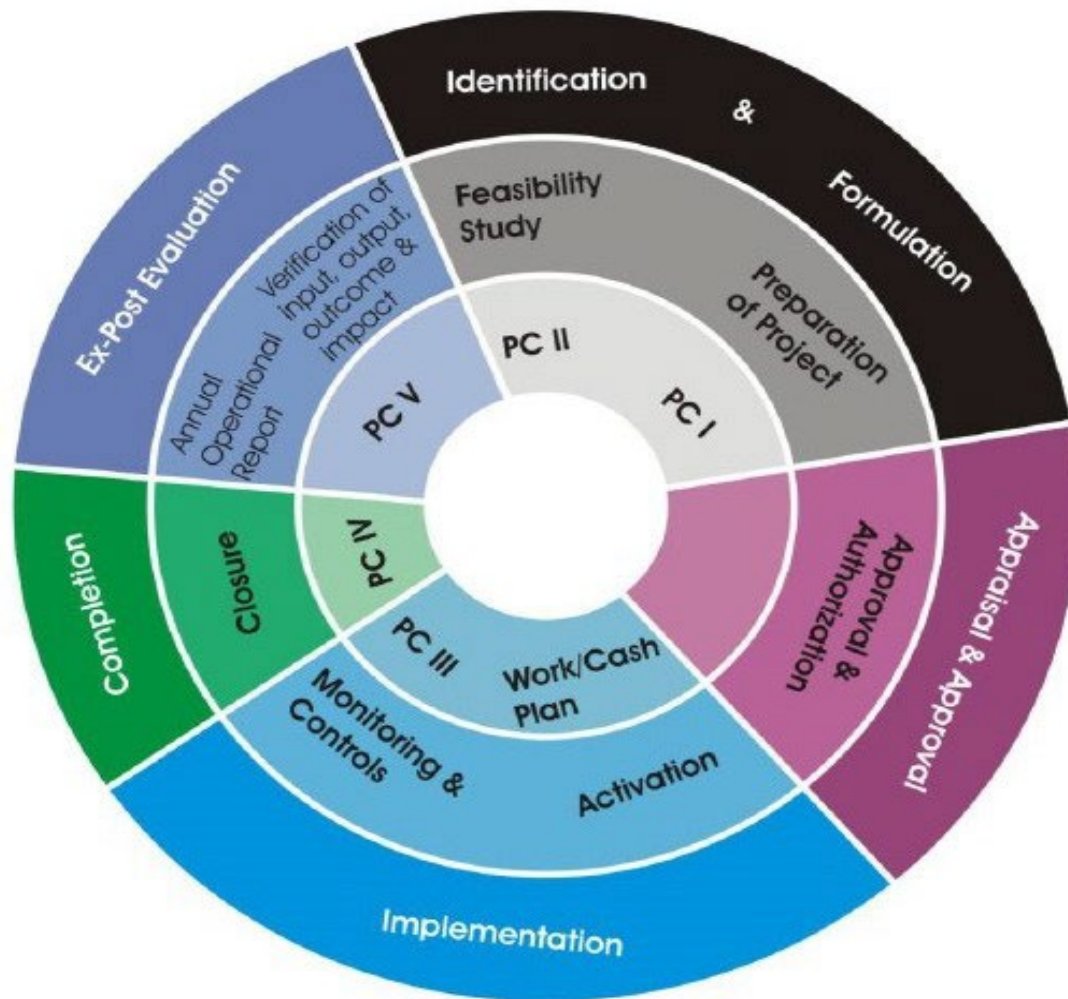 Identification & Formulation
Feasibility
Study
Preparation
of Project
PC II
PC I
Appraisal & Approval
Approval &
Authorization
Implementation
Activation
Monitoring &
Controls
Work/Cash
Plan
PC III
Completion
Closure
PC IV
Ex-Post Evaluation
Annual
Operational
Report
Verification of
input, output,
outcome &
impact
PC V